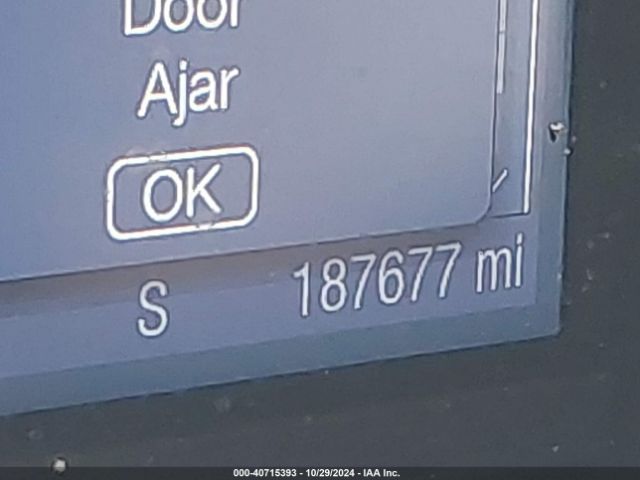 Door
Ajar
OK
S 187677 mi
000-40715393 - 10/29/2024 - IAA Inc.